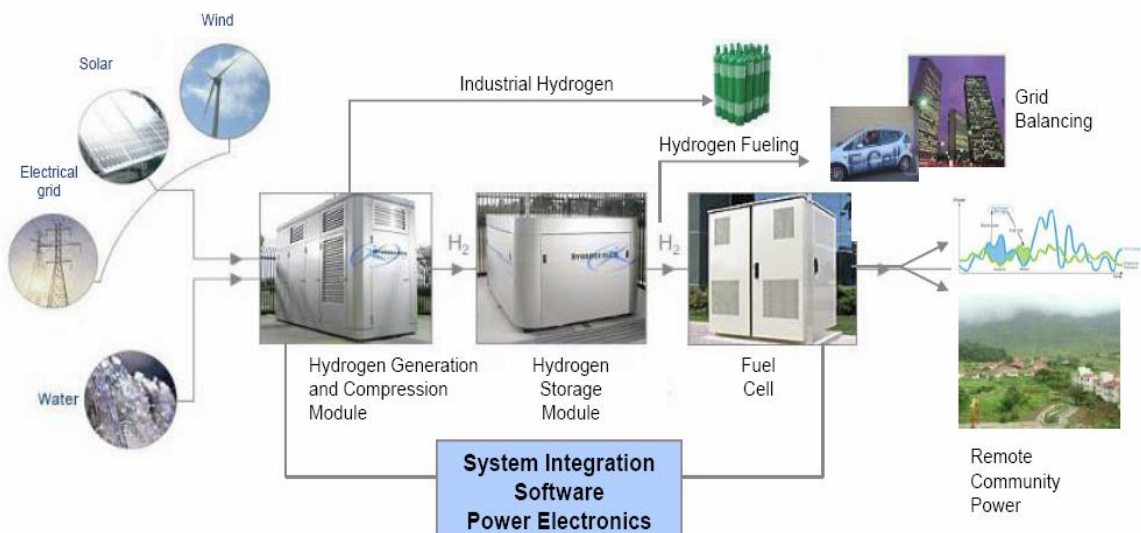 Wind
Solar
Electrical
grid
Water
Industrial Hydrogen
Hydrogen Fueling
Grid
Balancing
H2
H2
Hydrogen Generation
and Compression
Module
Hydrogen
Storage
Module
Fuel
Cell
System Integration
Software
Power Electronics
Remote
Community
Power